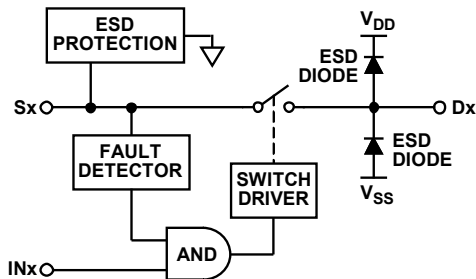 ESD
PROTECTION
VDD
ESD
DIODE
Sx
Dx
FAULT
DETECTOR
SWITCH
DRIVER
ESD
DIODE
VSS
AND
INx